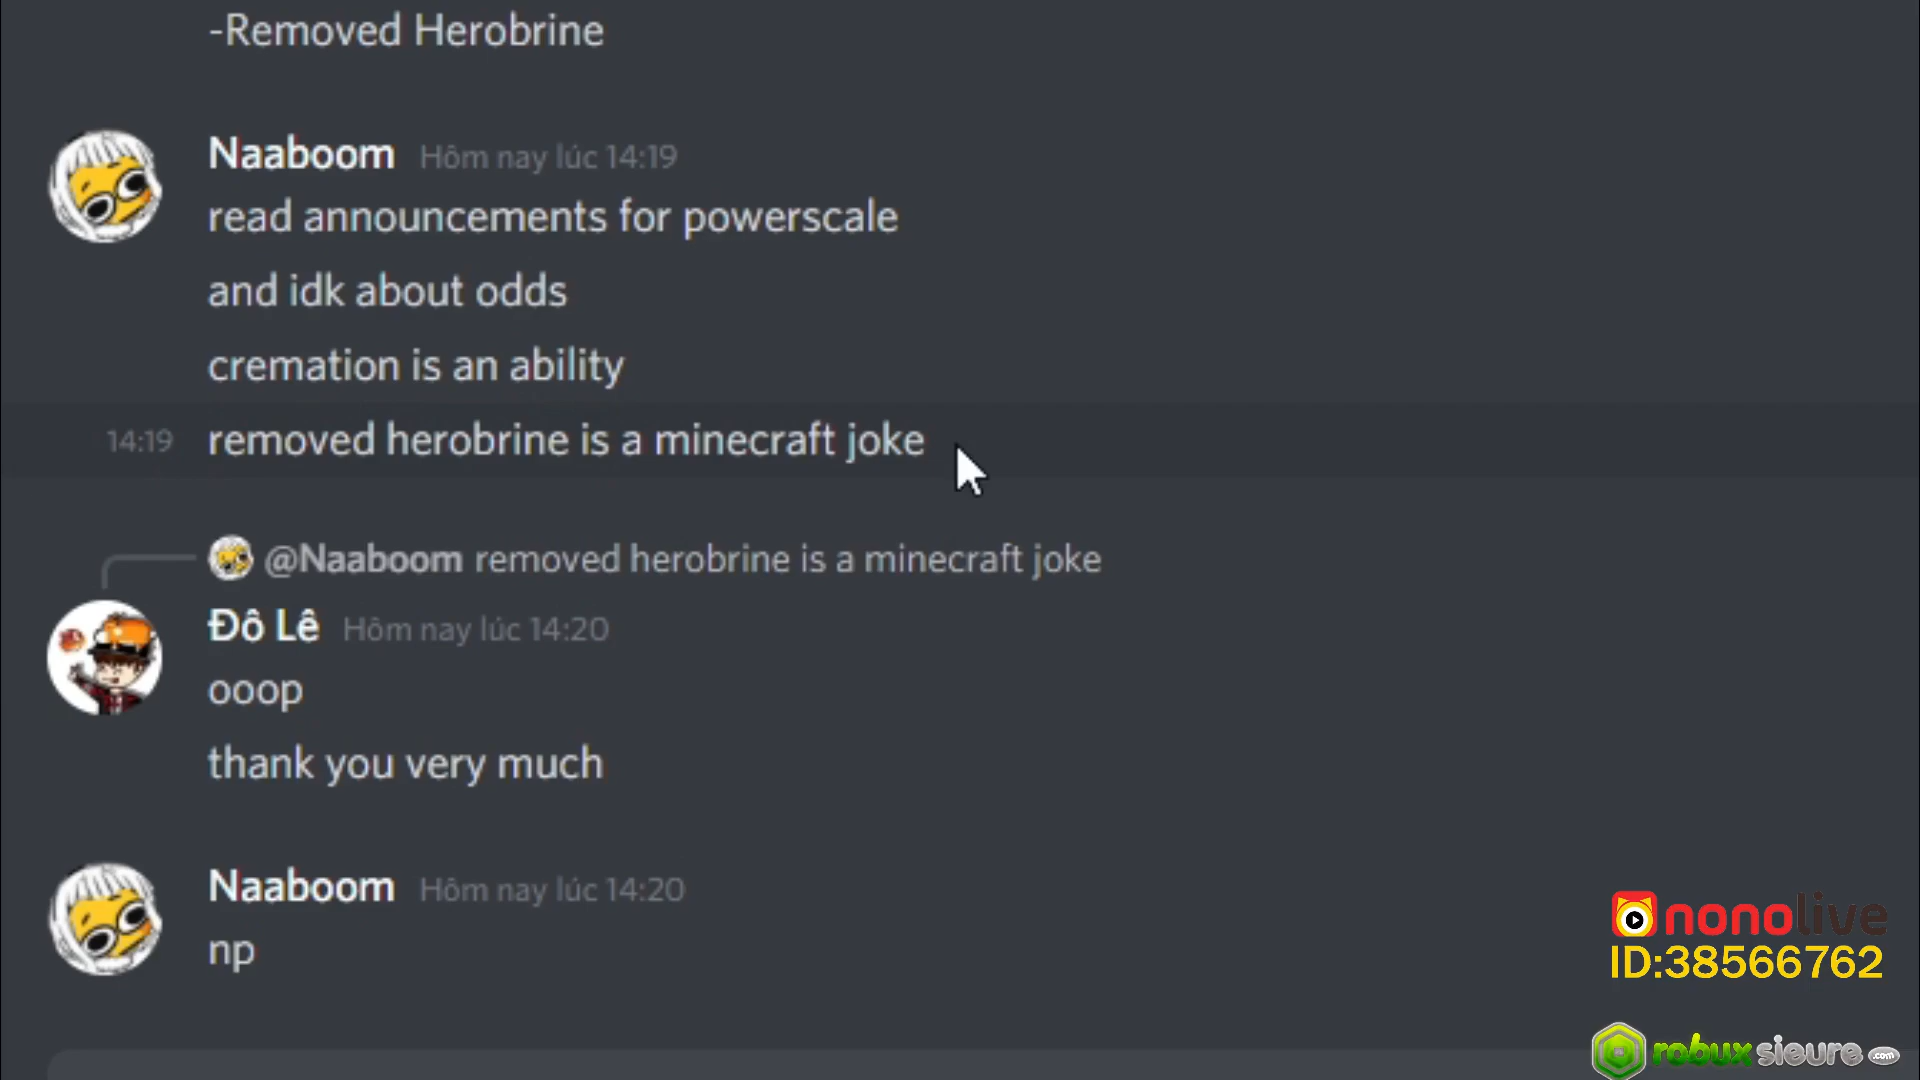 -Removed Herobrine
Naaboom Hôm nay lúc 14:19
read announcements for powerscale
and idk about odds
cremation is an ability
14:19 removed herobrine is a minecraft joke
@Naaboom removed herobrine is a minecraft joke
Đô Lê Hôm nay lúc 14:20
ooop
thank you very much
Naaboom Hôm nay lúc 14:20
np
nonolive
ID:38566762
robuxsieure.com